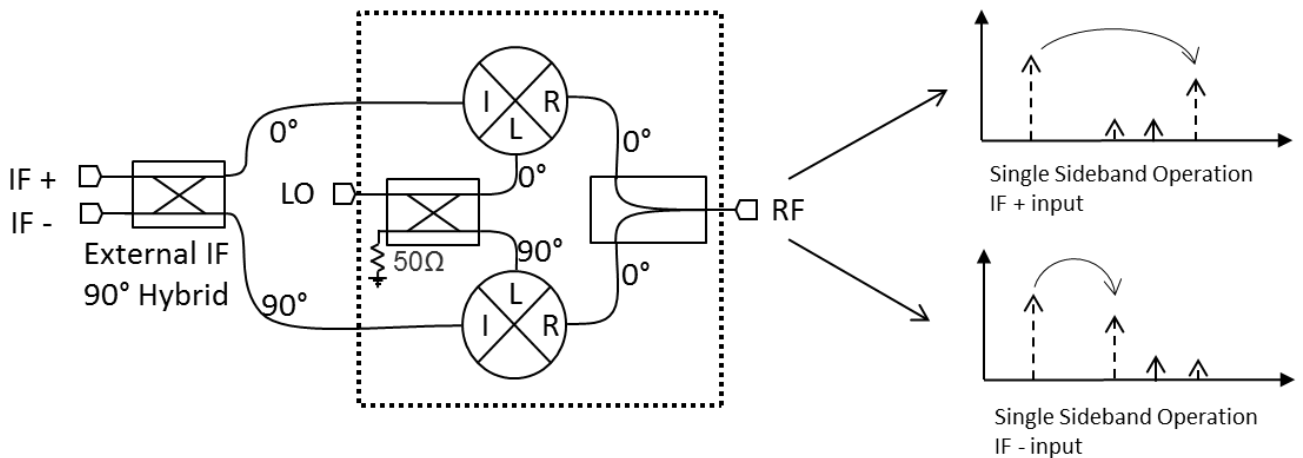 IF +
IF -
External IF
90° Hybrid
0°
90°
LO
50Ω
I
R
L
0°
90°
L
I
R
0°
0°
RF
Single Sideband Operation
IF + input
Single Sideband Operation
IF - input